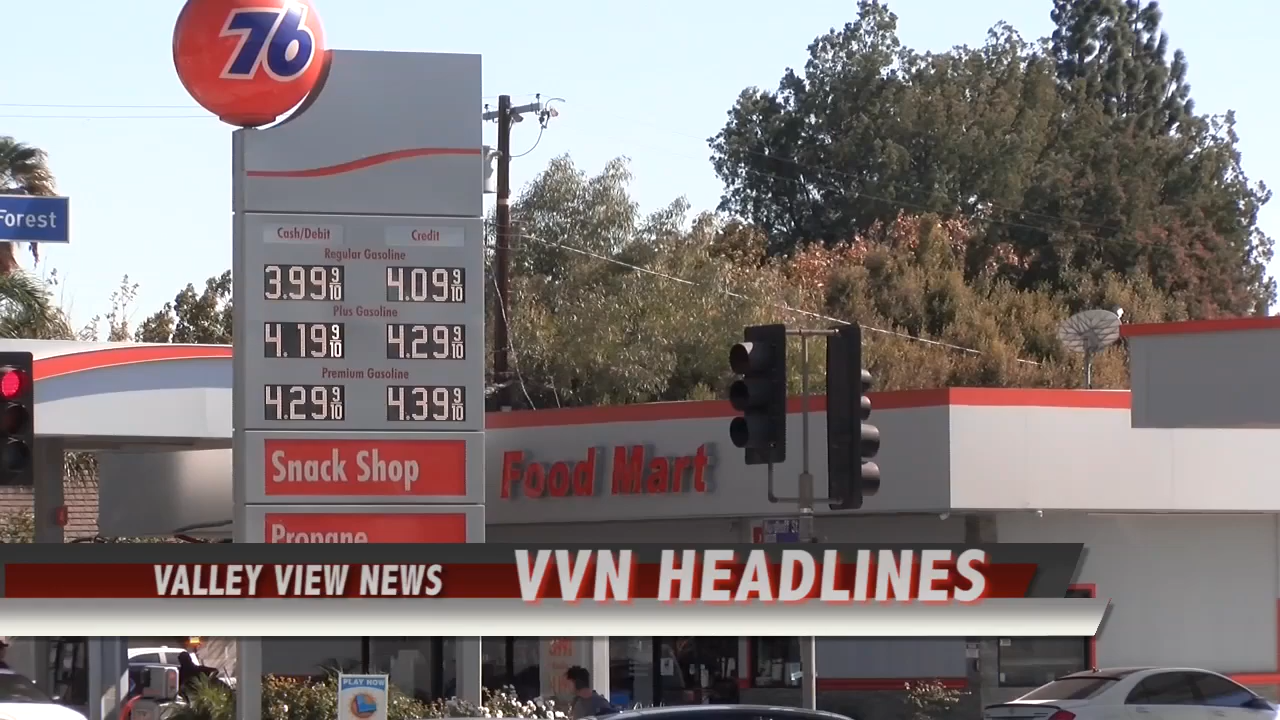 76
Forest
Cash/Debit Credit
Regular Gasoline
3.99 9/10 4.09 9/10
Plus Gasoline
4.19 9/10 4.29 9/10
Premium Gasoline
4.29 9/10 4.39 9/10
Snack Shop
Food Mart
Propane
VALLEY VIEW NEWS
VVN HEADLINES
PLAY NOW